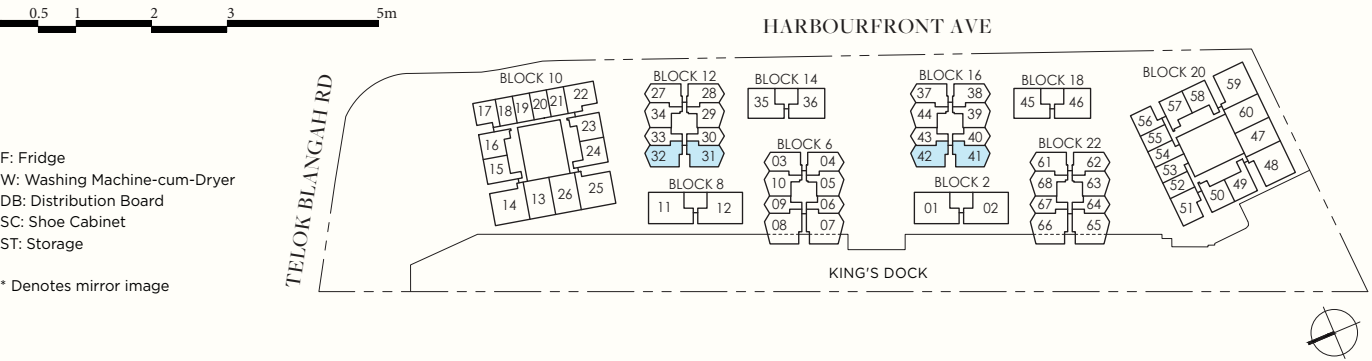 0.5 1 2 3 5m
HARBOURFRONT AVE
TELOK BLANGAH RD
F: Fridge
W: Washing Machine-cum-Dryer
DB: Distribution Board
SC: Shoe Cabinet
ST: Storage
* Denotes mirror image
BLOCK 10
17 18 19 20 21 22
16 23
15 24
14 13 26 25
BLOCK 12
27 28
34 29
33 30
32 31
BLOCK 14
35 36
BLOCK 6
03 04
10 05
09 06
08 07
BLOCK 8
11 12
BLOCK 16
37 38
44 39
43 40
42 41
BLOCK 18
45 46
BLOCK 2
01 02
BLOCK 22
61 62
68 63
67 64
66 65
BLOCK 20
59
58
57
56 60
55 47
54
53 48
52 49
51 50
KING'S DOCK